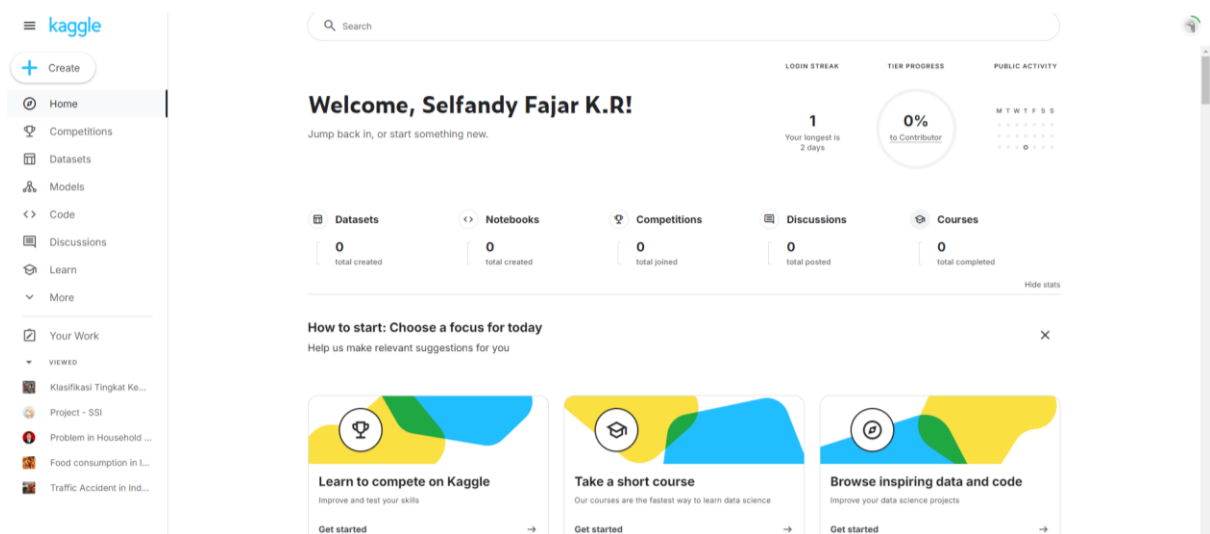 kaggle
Search
Create
Home
Competitions
Datasets
Models
Code
Discussions
Learn
More
Your Work
VIEWED
Klasifikasi Tingkat Ke...
Project - SSI
Problem in Household ...
Food consumption in I...
Traffic Accident in Ind...
LOGIN STREAK TIER PROGRESS PUBLIC ACTIVITY
Welcome, Selfandy Fajar K.R!
Jump back in, or start something new.
1
Your longest is
2 days
0%
to Contributor
M T W T F S S
Datasets Notebooks Competitions Discussions Courses
0 0 0 0 0
total created total created total joined total posted total completed
Hide stats
How to start: Choose a focus for today
Help us make relevant suggestions for you
Learn to compete on Kaggle
Improve and test your skills
Get started
Take a short course
Our courses are the fastest way to learn data science
Get started
Browse inspiring data and code
Improve your data science projects
Get started